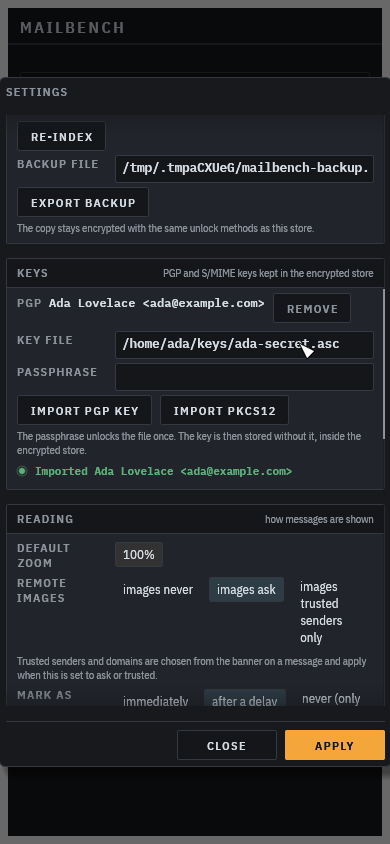 MAILBENCH
SETTINGS
RE-INDEX
BACKUP FILE /tmp/.tmpaCXUeG/mailbench-backup.
EXPORT BACKUP
The copy stays encrypted with the same unlock methods as this store.
KEYS PGP and S/MIME keys kept in the encrypted store
PGP Ada Lovelace <ada@example.com> REMOVE
KEY FILE /home/ada/keys/ada-secret.asc
PASSPHRASE
IMPORT PGP KEY IMPORT PKCS12
The passphrase unlocks the file once. The key is then stored without it, inside the
encrypted store.
Imported Ada Lovelace <ada@example.com>
READING how messages are shown
DEFAULT
ZOOM
100%
REMOTE
IMAGES
images never images ask
images
trusted
senders
only
Trusted senders and domains are chosen from the banner on a message and apply
when this is set to ask or trusted.
MARK AS immediately after a delay never (only
CLOSE APPLY